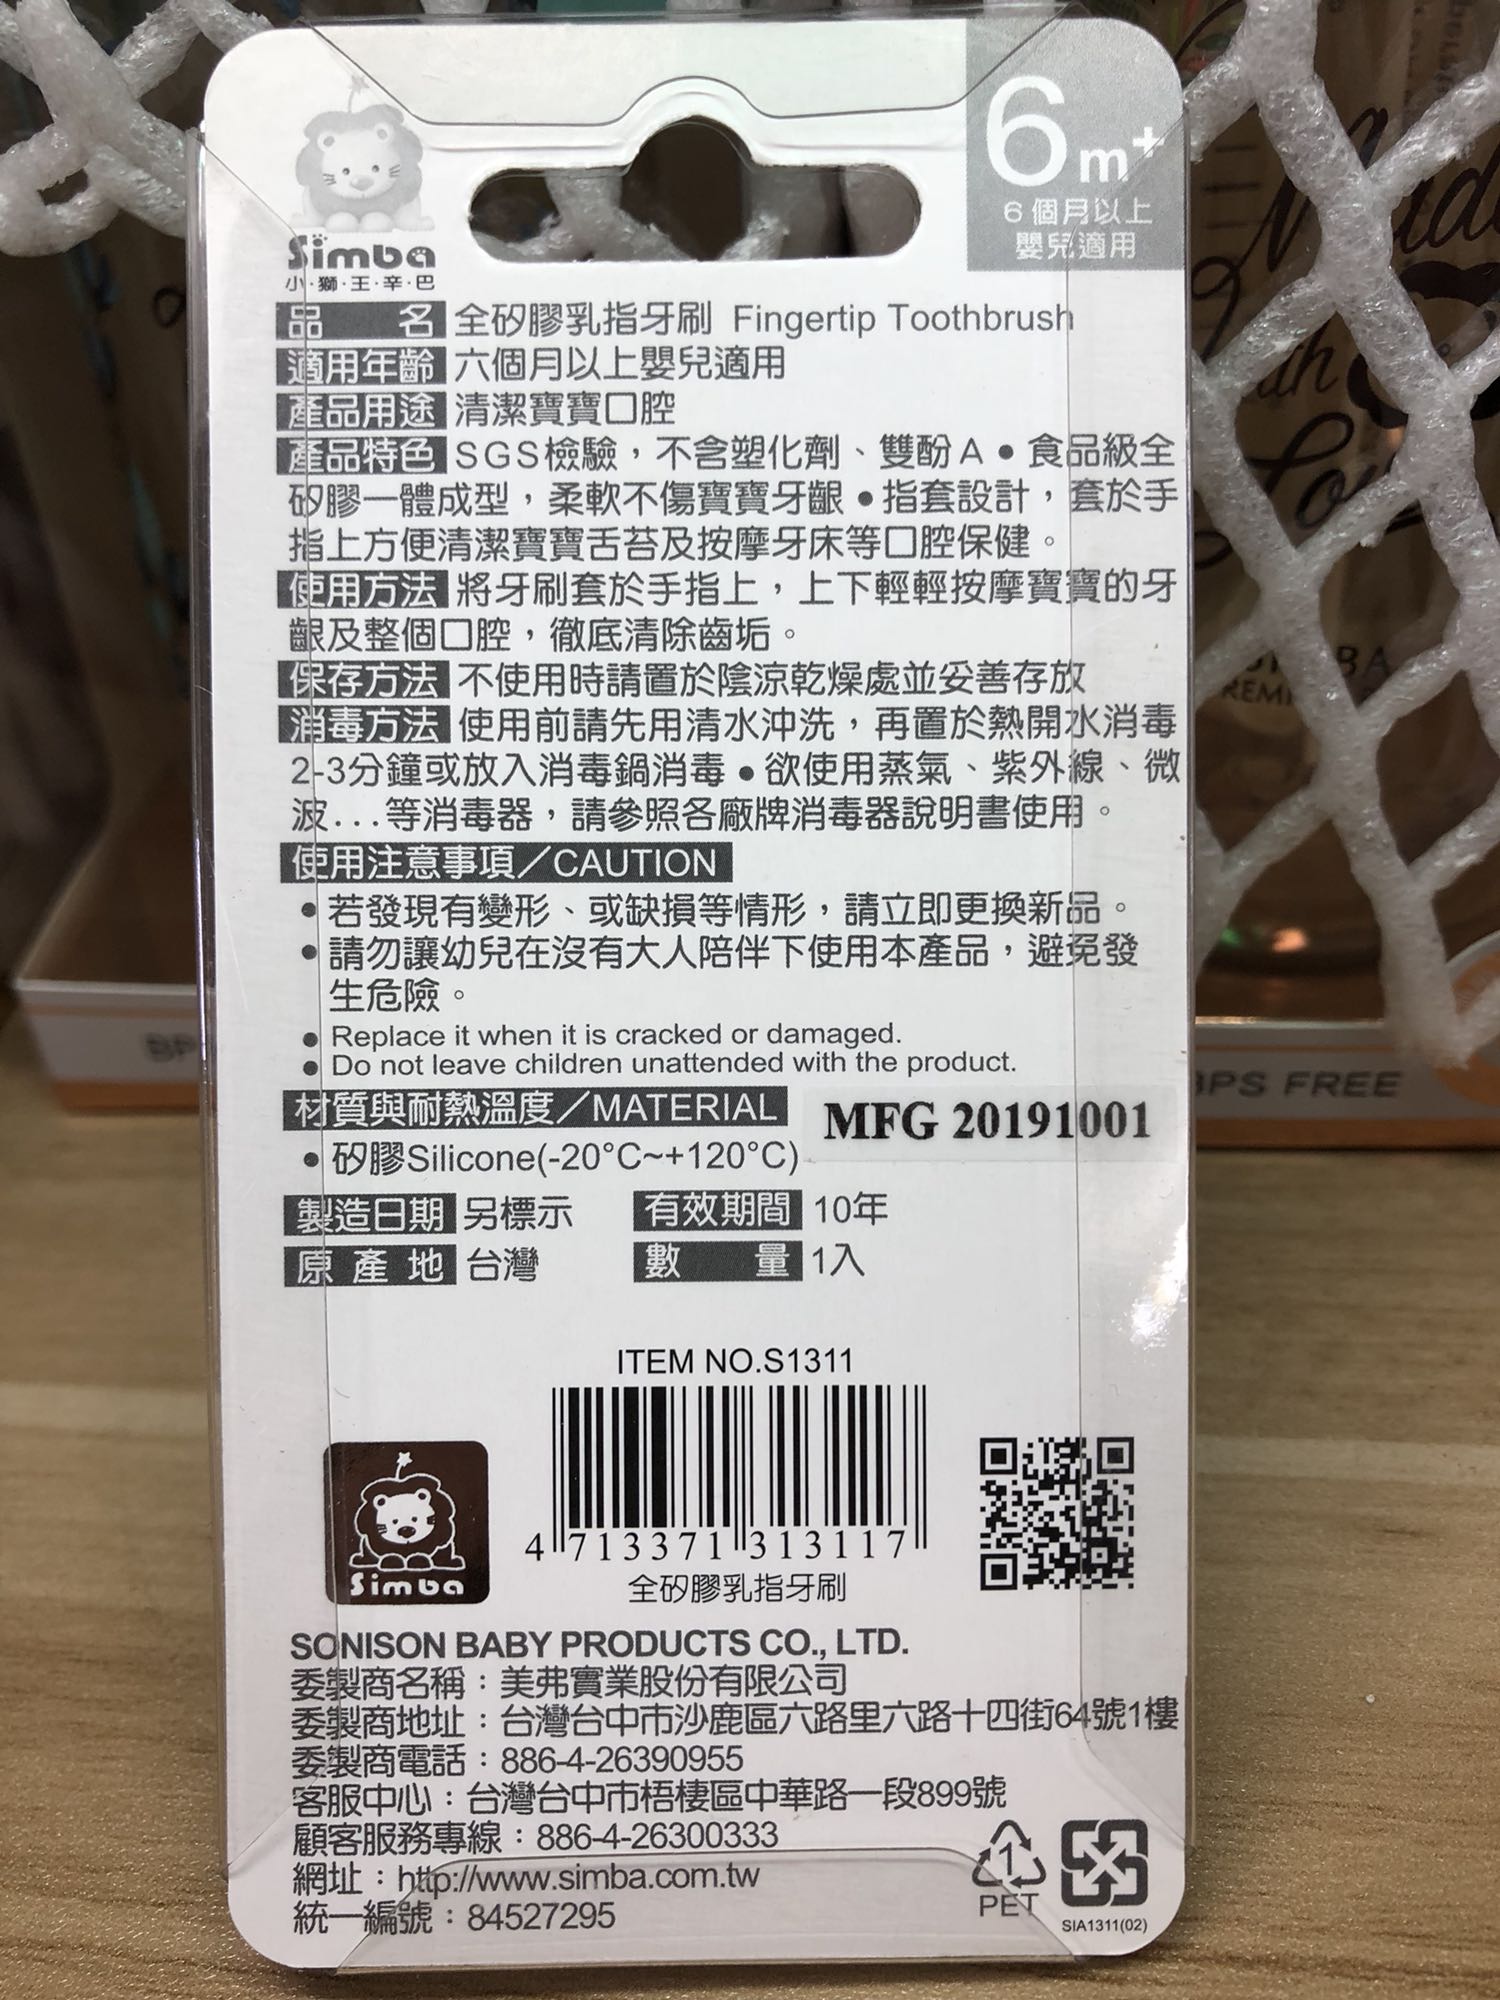 6m+
6個月以上
嬰兒適用
Simba
小·獅·王·辛·巴
品名 全矽膠乳指牙刷 Fingertip Toothbrush
適用年齡 六個月以上嬰兒適用
產品用途 清潔寶寶口腔
產品特色 SGS檢驗，不含塑化劑、雙酚A●食品級全
矽膠一體成型，柔軟不傷寶寶牙齦●指套設計，套於手
指上方便清潔寶寶舌苔及按摩牙床等口腔保健。
使用方法 將牙刷套於手指上，上下輕輕按摩寶寶的牙
齦及整個口腔，徹底清除齒垢。
保存方法 不使用時請置於陰涼乾燥處並妥善存放
消毒方法 使用前請先用清水沖洗，再置於熱開水消毒
2-3分鐘或放入消毒鍋消毒●欲使用蒸氣、紫外線、微
波...等消毒器，請參照各廠牌消毒器說明書使用。
使用注意事項／CAUTION
●若發現有變形、或缺損等情形，請立即更換新品。
●請勿讓幼兒在沒有大人陪伴下使用本產品，避免發
生危險。
●Replace it when it is cracked or damaged.
●Do not leave children unattended with the product.
材質與耐熱溫度／MATERIAL
MFG 20191001
●矽膠Silicone(-20°C~+120°C)
製造日期 另標示 有效期間 10年
原產地 台灣 數量 1入
ITEM NO.S1311
4 713371 313117
全矽膠乳指牙刷
Simba
SONISON BABY PRODUCTS CO., LTD.
委製商名稱：美弗實業股份有限公司
委製商地址：台灣台中市沙鹿區六路里六路十四街64號1樓
委製商電話：886-4-26390955
客服中心：台灣台中市梧棲區中華路一段899號
顧客服務專線：886-4-26300333
網址：http://www.simba.com.tw
統一編號：84527295
1
PET
SIA1311(02)
BPS FREE